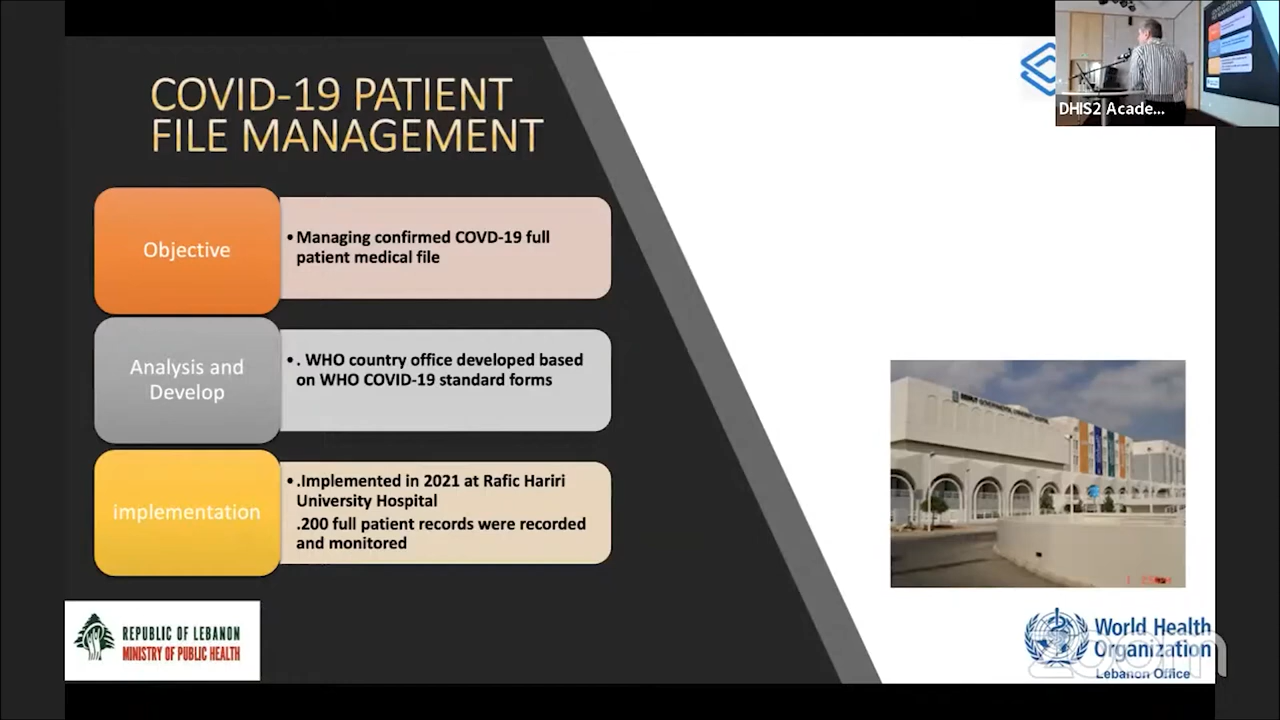 COVID-19 PATIENT
FILE MANAGEMENT
DHIS2 Acade...
Objective
•Managing confirmed COVD-19 full
patient medical file
Analysis and
Develop
•. WHO country office developed based
on WHO COVID-19 standard forms
implementation
•.Implemented in 2021 at Rafic Hariri
University Hospital
.200 full patient records were recorded
and monitored
REPUBLIC OF LEBANON
MINISTRY OF PUBLIC HEALTH
World Health
Organization
Lebanon Office
zoom